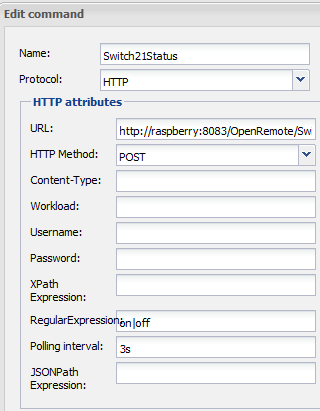 Edit command
Name: Switch21Status
Protocol: HTTP
HTTP attributes
URL: http://raspberry:8083/OpenRemote/Sw
HTTP Method: POST
Content-Type:
Workload:
Username:
Password:
XPath
Expression:
RegularExpression: on|off
Polling interval: 3s
JSONPath
Expression: